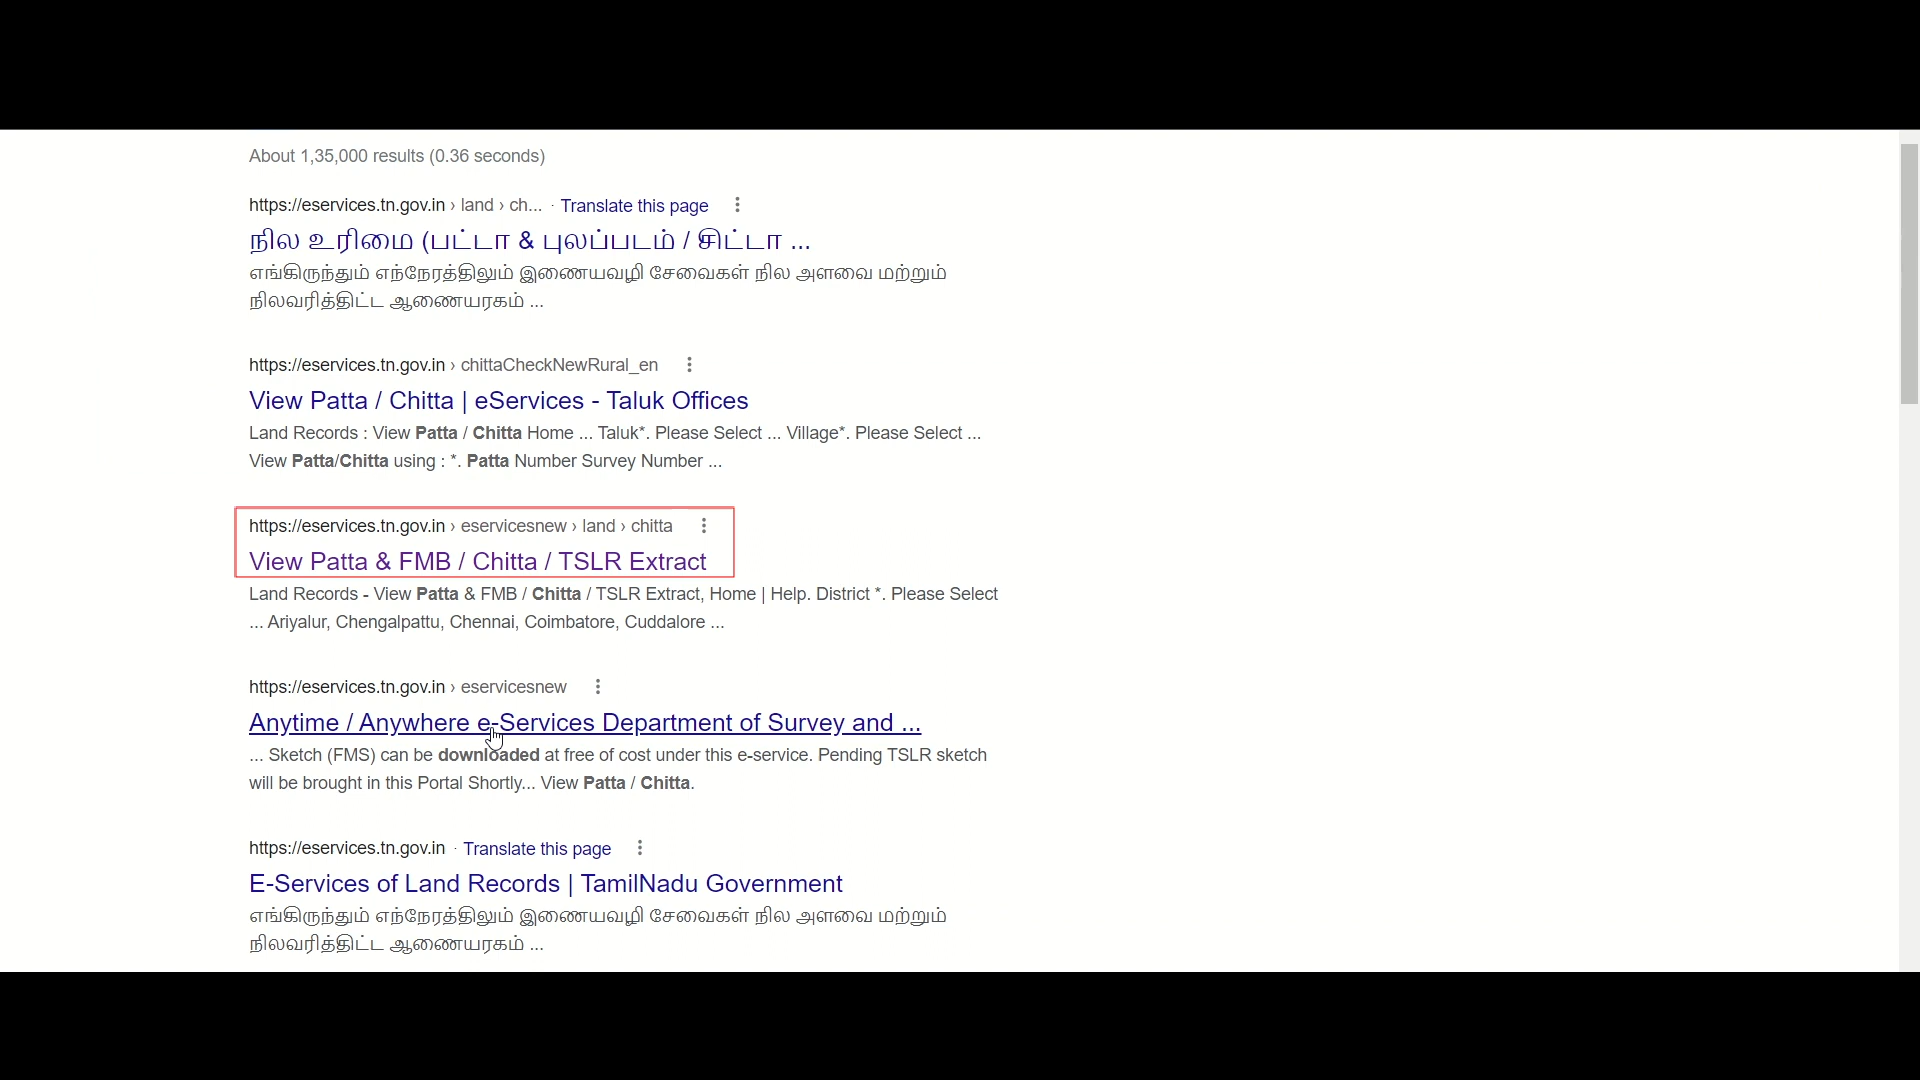 About 1,35,000 results (0.36 seconds)
https://eservices.tn.gov.in › land › ch... · Translate this page
நில உரிமை (பட்டா & புலப்படம் / சிட்டா ...
எங்கிருந்தும் எந்நேரத்திலும் இணையவழி சேவைகள் நில அளவை மற்றும்
நிலவரித்திட்ட ஆணையரகம் ...
https://eservices.tn.gov.in › chittaCheckNewRural_en
View Patta / Chitta | eServices - Taluk Offices
Land Records : View Patta / Chitta Home ... Taluk*. Please Select ... Village*. Please Select ...
View Patta/Chitta using : *. Patta Number Survey Number ...
https://eservices.tn.gov.in › eservicesnew › land › chitta
View Patta & FMB / Chitta / TSLR Extract
Land Records - View Patta & FMB / Chitta / TSLR Extract, Home | Help. District *. Please Select
... Ariyalur, Chengalpattu, Chennai, Coimbatore, Cuddalore ...
https://eservices.tn.gov.in › eservicesnew
Anytime / Anywhere e-Services Department of Survey and ...
... Sketch (FMS) can be downloaded at free of cost under this e-service. Pending TSLR sketch
will be brought in this Portal Shortly... View Patta / Chitta.
https://eservices.tn.gov.in · Translate this page
E-Services of Land Records | TamilNadu Government
எங்கிருந்தும் எந்நேரத்திலும் இணையவழி சேவைகள் நில அளவை மற்றும்
நிலவரித்திட்ட ஆணையரகம் ...